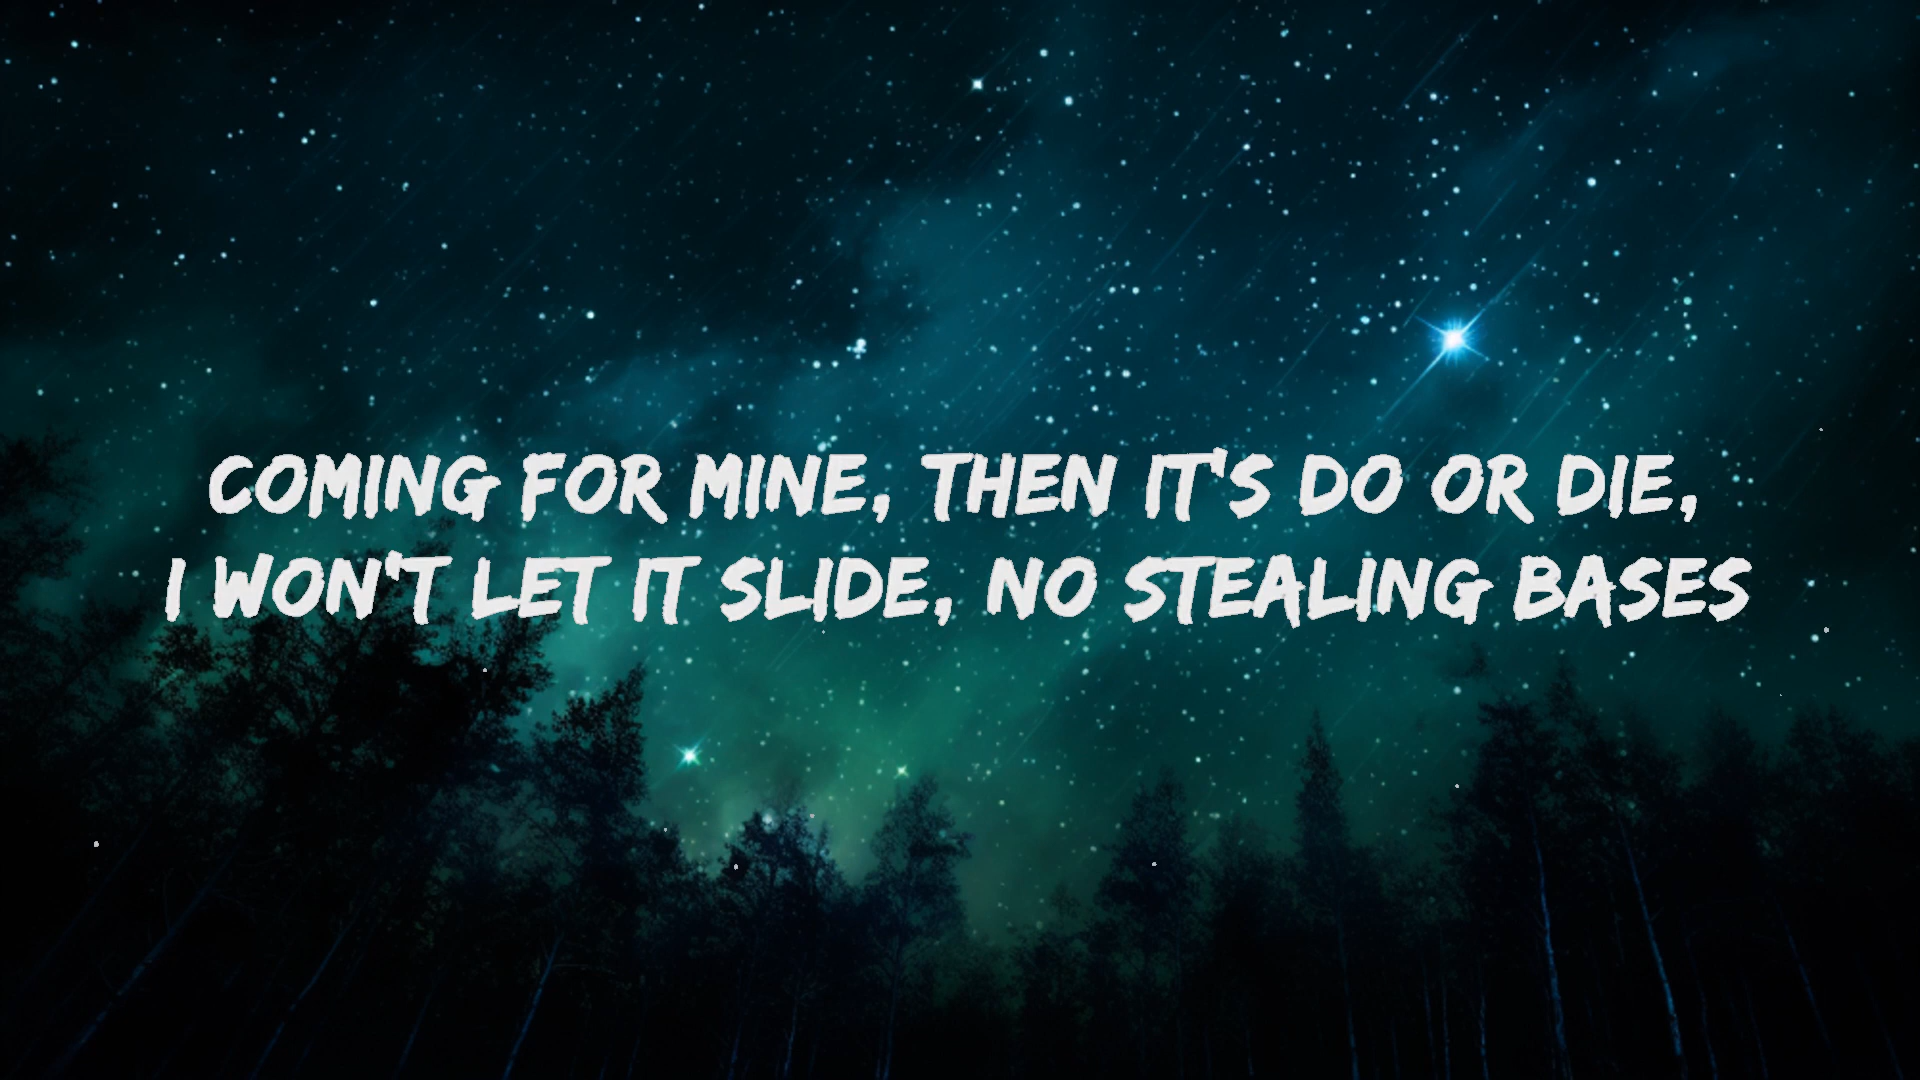 COMING FOR MINE, THEN IT'S DO OR DIE,
I WON'T LET IT SLIDE, NO STEALING BASES